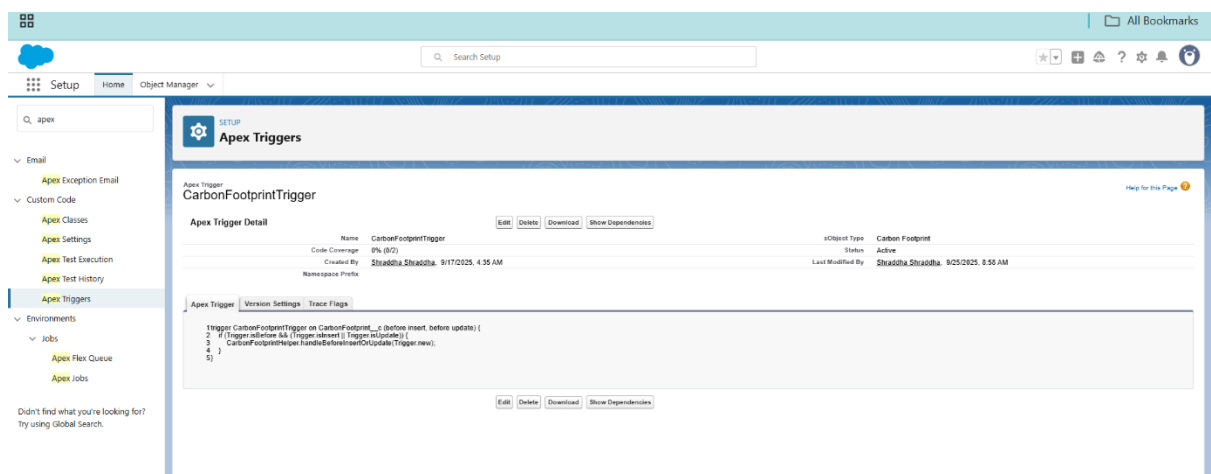 All Bookmarks
Search Setup
Setup Home Object Manager
apex
SETUP
Apex Triggers
Email
Apex Exception Email
Custom Code
Apex Classes
Apex Settings
Apex Test Execution
Apex Test History
Apex Triggers
Environments
Jobs
Apex Flex Queue
Apex Jobs
Didn't find what you're looking for?
Try using Global Search.
Apex Trigger
CarbonFootprintTrigger
Help for this Page
Apex Trigger Detail
Edit Delete Download Show Dependencies
Name CarbonFootprintTrigger sObject Type Carbon Footprint
Code Coverage 0% (0/2) Status Active
Created By Shraddha Shraddha, 9/17/2025, 4:35 AM Last Modified By Shraddha Shraddha, 9/25/2025, 8:58 AM
Namespace Prefix
Apex Trigger Version Settings Trace Flags
1trigger CarbonFootprintTrigger on CarbonFootprint__c (before insert, before update) {
2 if (Trigger.isBefore && (Trigger.isInsert || Trigger.isUpdate)) {
3 CarbonFootprintHelper.handleBeforeInsertOrUpdate(Trigger.new);
4 }
5}
Edit Delete Download Show Dependencies